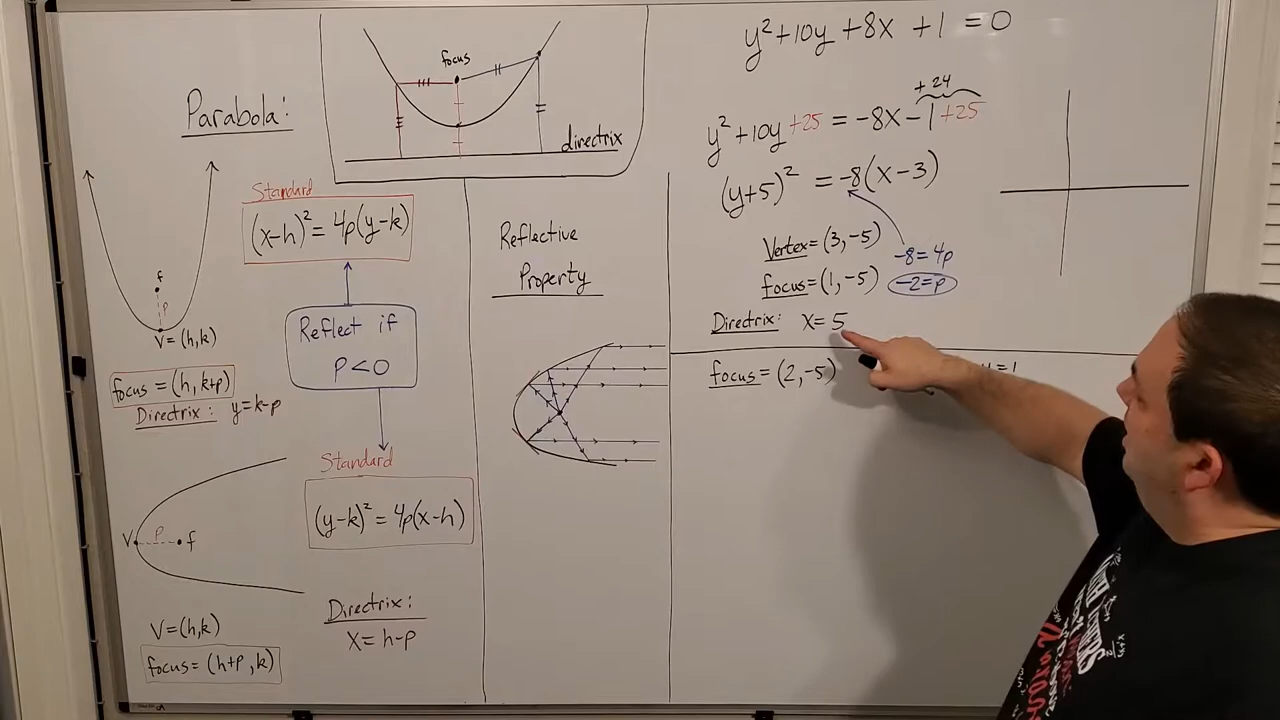 Parabola:
focus
directrix
f
p
V=(h,k)
Standard
(x-h)²=4p(y-k)
focus=(h,k+p)
Directrix: y=k-p
Reflect if
p<0
Standard
(y-k)²=4p(x-h)
V
p
f
V=(h,k)
focus=(h+p,k)
Directrix:
x=h-p
Reflective
Property
y²+10y+8x+1=0
+24
y²+10y+25=-8x-1+25
(y+5)²=-8(x-3)
Vertex=(3,-5)
-8=4p
focus=(1,-5)
-2=p
Directrix: x=5
focus=(2,-5)
=1